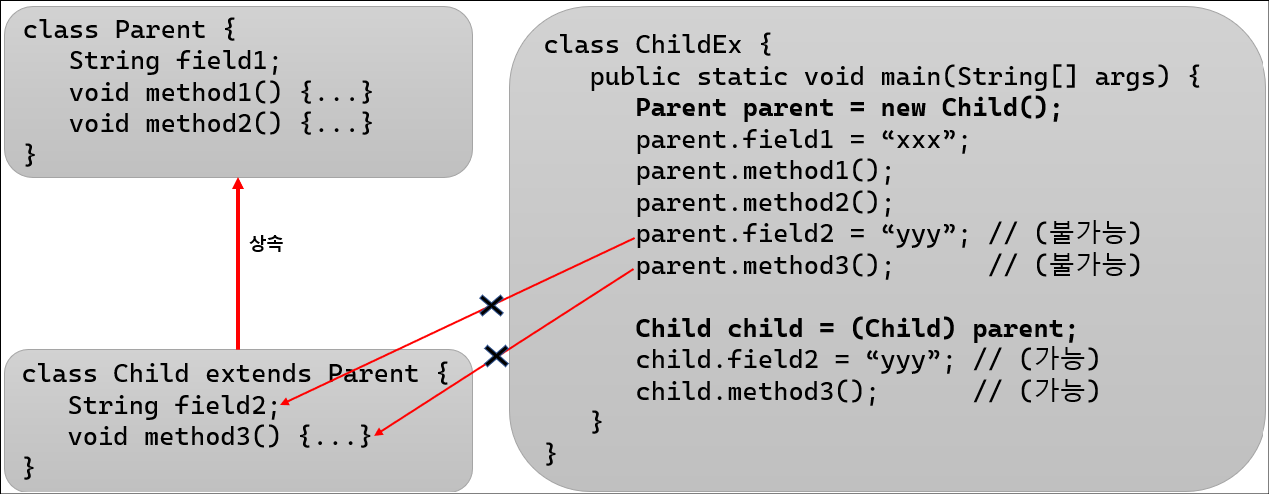 class Parent {
   String field1;
   void method1() {...}
   void method2() {...}
}
상속
class Child extends Parent {
   String field2;
   void method3() {...}
}
class ChildEx {
   public static void main(String[] args) {
      Parent parent = new Child();
      parent.field1 = “xxx”;
      parent.method1();
      parent.method2();
      parent.field2 = “yyy”; // (불가능)
      parent.method3();      // (불가능)
      Child child = (Child) parent;
      child.field2 = “yyy”; // (가능)
      child.method3();      // (가능)
   }
}